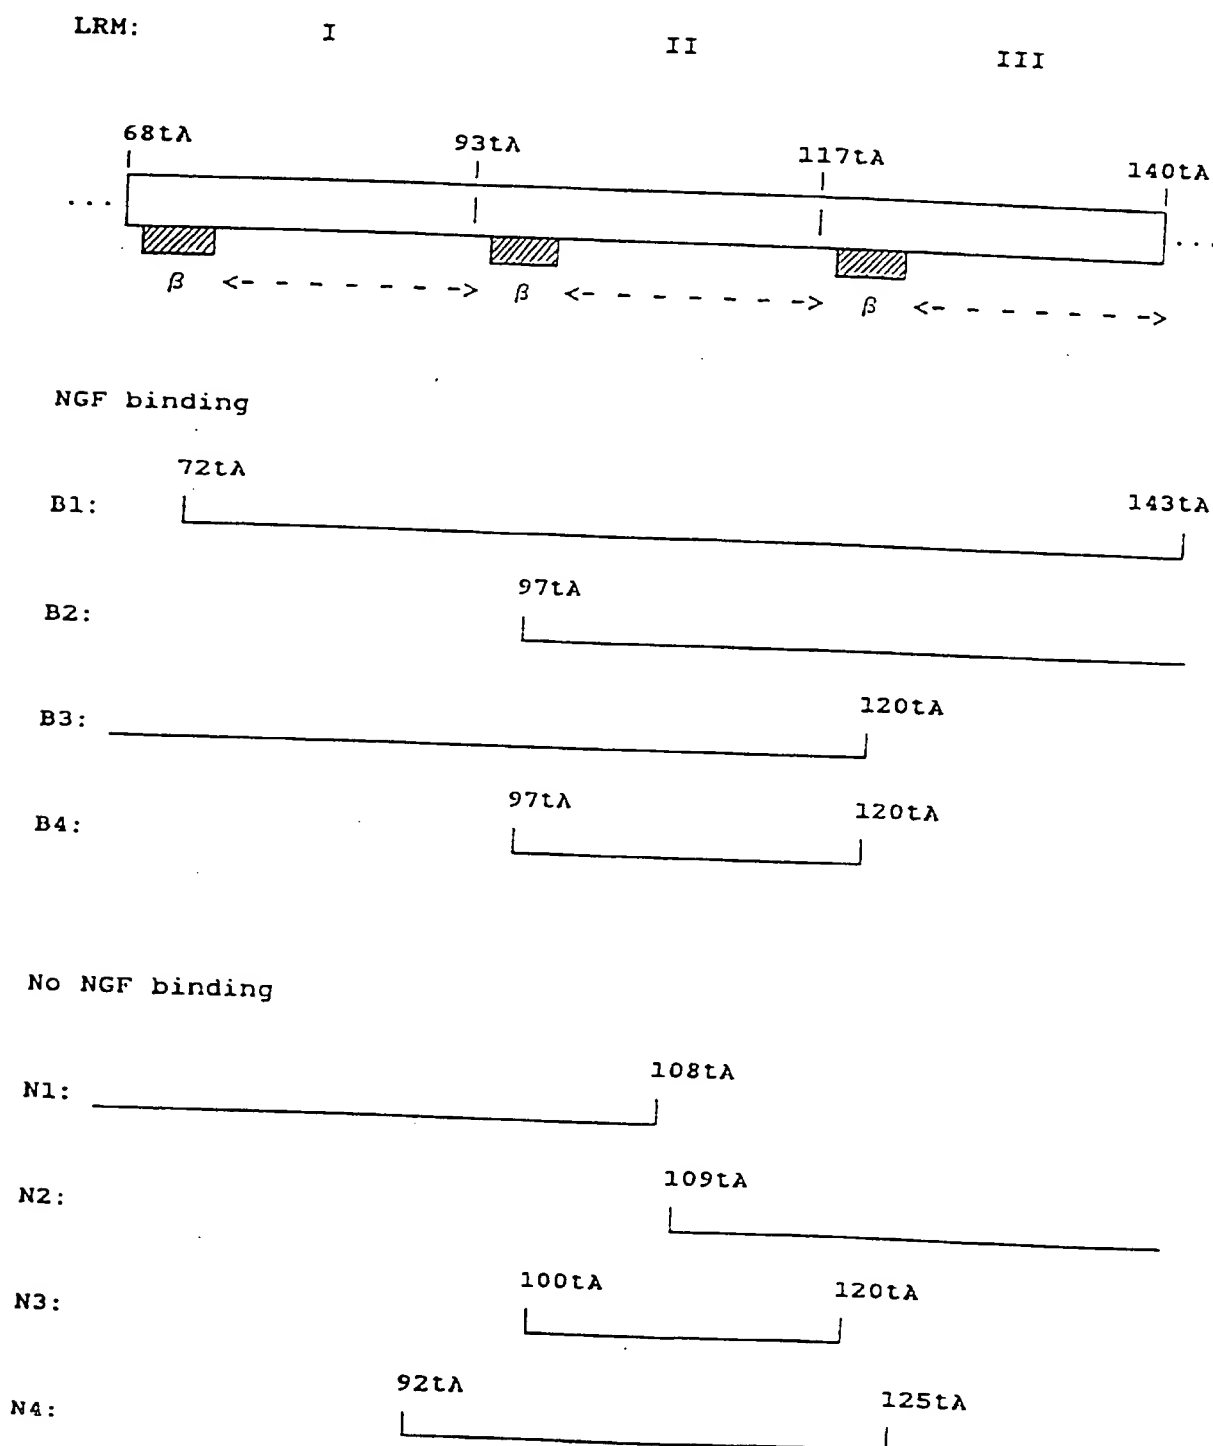 LRM: I II III
68tA 93tA 117tA 140tA
... ...
β <- - - - - - -> β <- - - - - - -> β <- - - - - - ->
NGF binding
72tA
B1: 143tA
97tA
B2:
B3: 120tA
B4: 97tA 120tA
No NGF binding
N1: 108tA
N2: 109tA
N3: 100tA 120tA
N4: 92tA 125tA